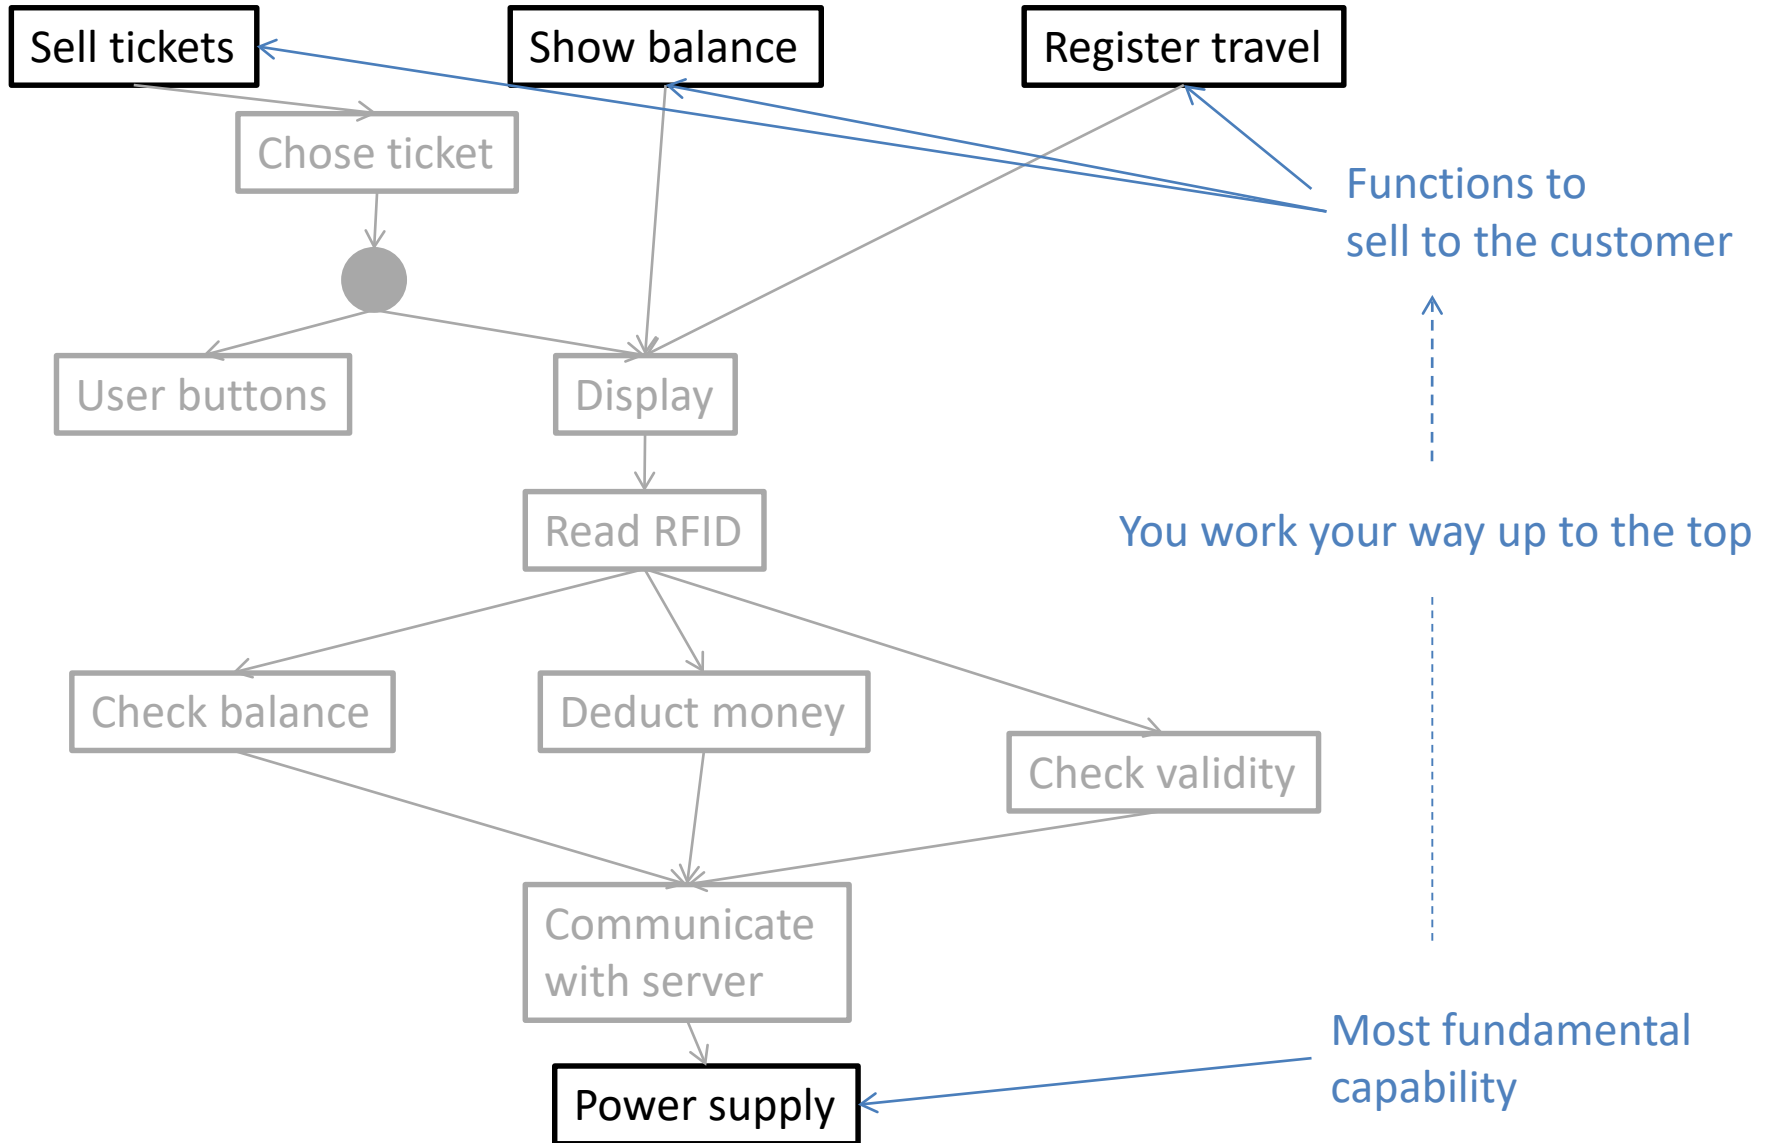 Sell tickets
Show balance
Register travel
Chose ticket
Functions to
sell to the customer
User buttons
Display
Read RFID
You work your way up to the top
Check balance
Deduct money
Check validity
Communicate
with server
Most fundamental
capability
Power supply